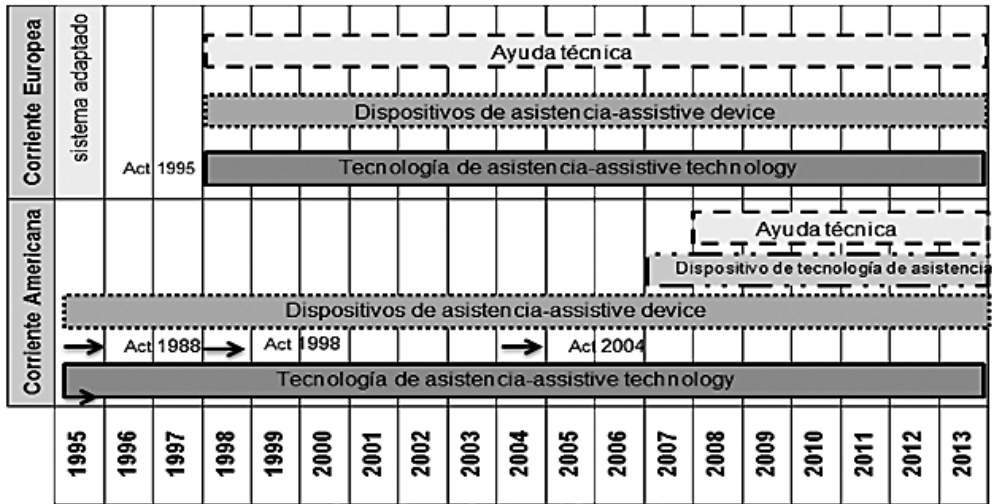 Corriente Europea
sistema adaptado
Ayuda técnica
Dispositivos de asistencia-assistive device
Act 1995
Tecnología de asistencia-assistive technology
Corriente Americana
Ayuda técnica
Dispositivo de tecnología de asistencia
Dispositivos de asistencia-assistive device
Act 1988
Act 1998
Act 2004
Tecnología de asistencia-assistive technology
1995
1996
1997
1998
1999
2000
2001
2002
2003
2004
2005
2006
2007
2008
2009
2010
2011
2012
2013